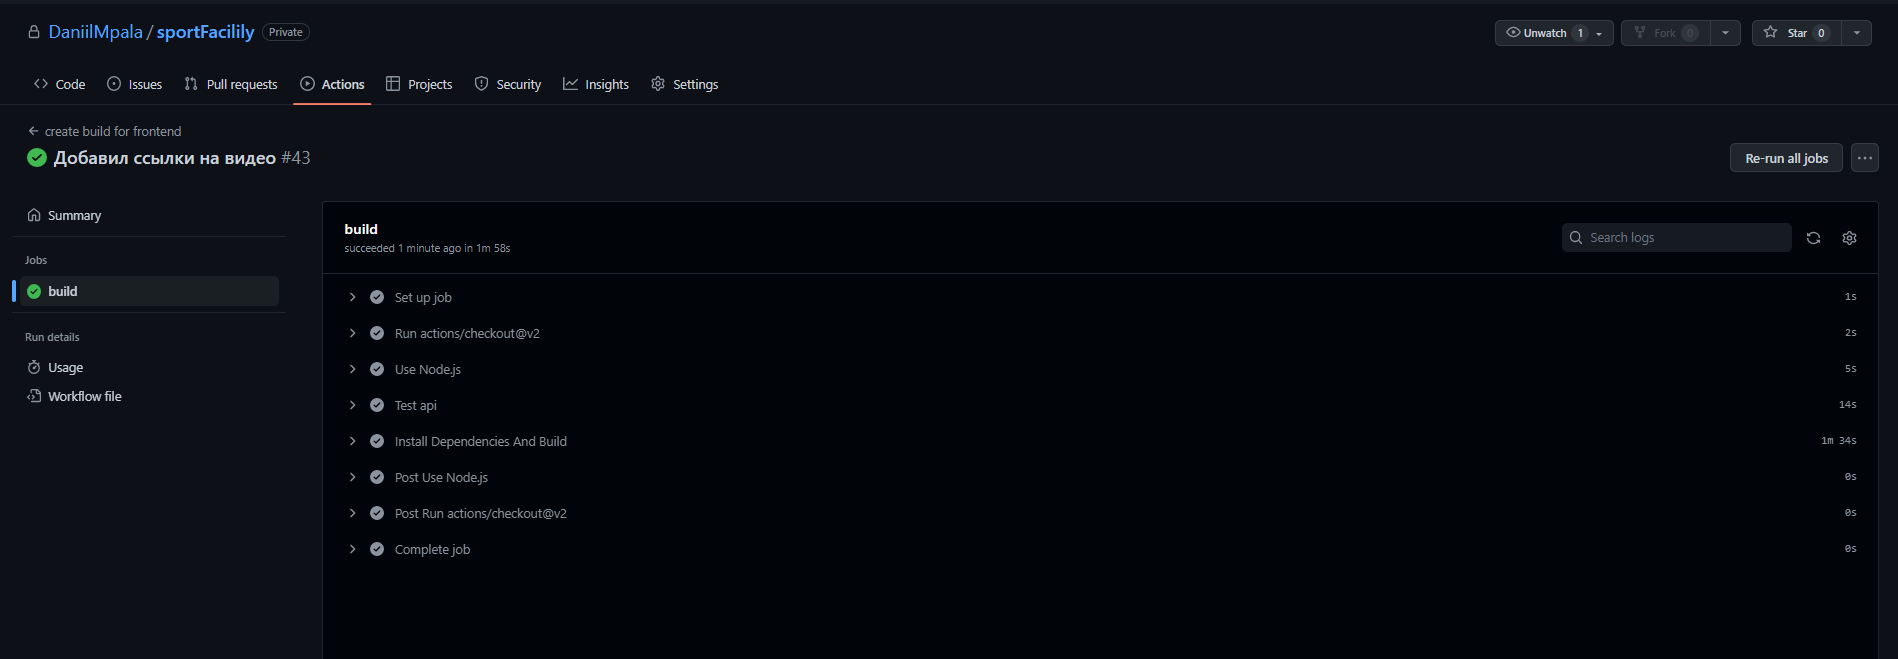 DaniilMpala / sportFacilily Private
Unwatch 1 Fork 0 Star 0
Code Issues Pull requests Actions Projects Security Insights Settings
← create build for frontend
Добавил ссылки на видео #43
Re-run all jobs ...
Summary
Jobs
build
Run details
Usage
Workflow file
build
succeeded 1 minute ago in 1m 58s
Search logs
Set up job 1s
Run actions/checkout@v2 2s
Use Node.js 5s
Test api 14s
Install Dependencies And Build 1m 34s
Post Use Node.js 0s
Post Run actions/checkout@v2 0s
Complete job 0s